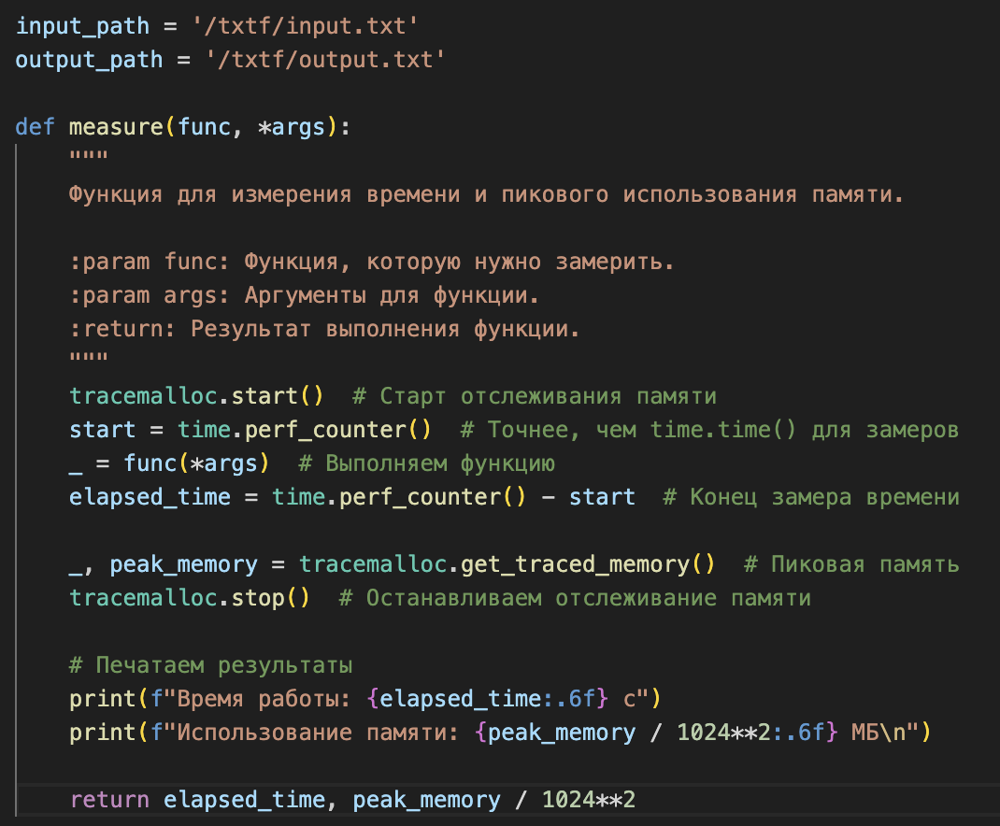 input_path = '/txtf/input.txt'
output_path = '/txtf/output.txt'
def measure(func, *args):
"""
Функция для измерения времени и пикового использования памяти.
:param func: Функция, которую нужно замерить.
:param args: Аргументы для функции.
:return: Результат выполнения функции.
"""
tracemalloc.start()  # Старт отслеживания памяти
start = time.perf_counter()  # Точнее, чем time.time() для замеров
_ = func(*args)  # Выполняем функцию
elapsed_time = time.perf_counter() - start  # Конец замера времени
_, peak_memory = tracemalloc.get_traced_memory()  # Пиковая память
tracemalloc.stop()  # Останавливаем отслеживание памяти
# Печатаем результаты
print(f"Время работы: {elapsed_time:.6f} с")
print(f"Использование памяти: {peak_memory / 1024**2:.6f} МБ\n")
return elapsed_time, peak_memory / 1024**2